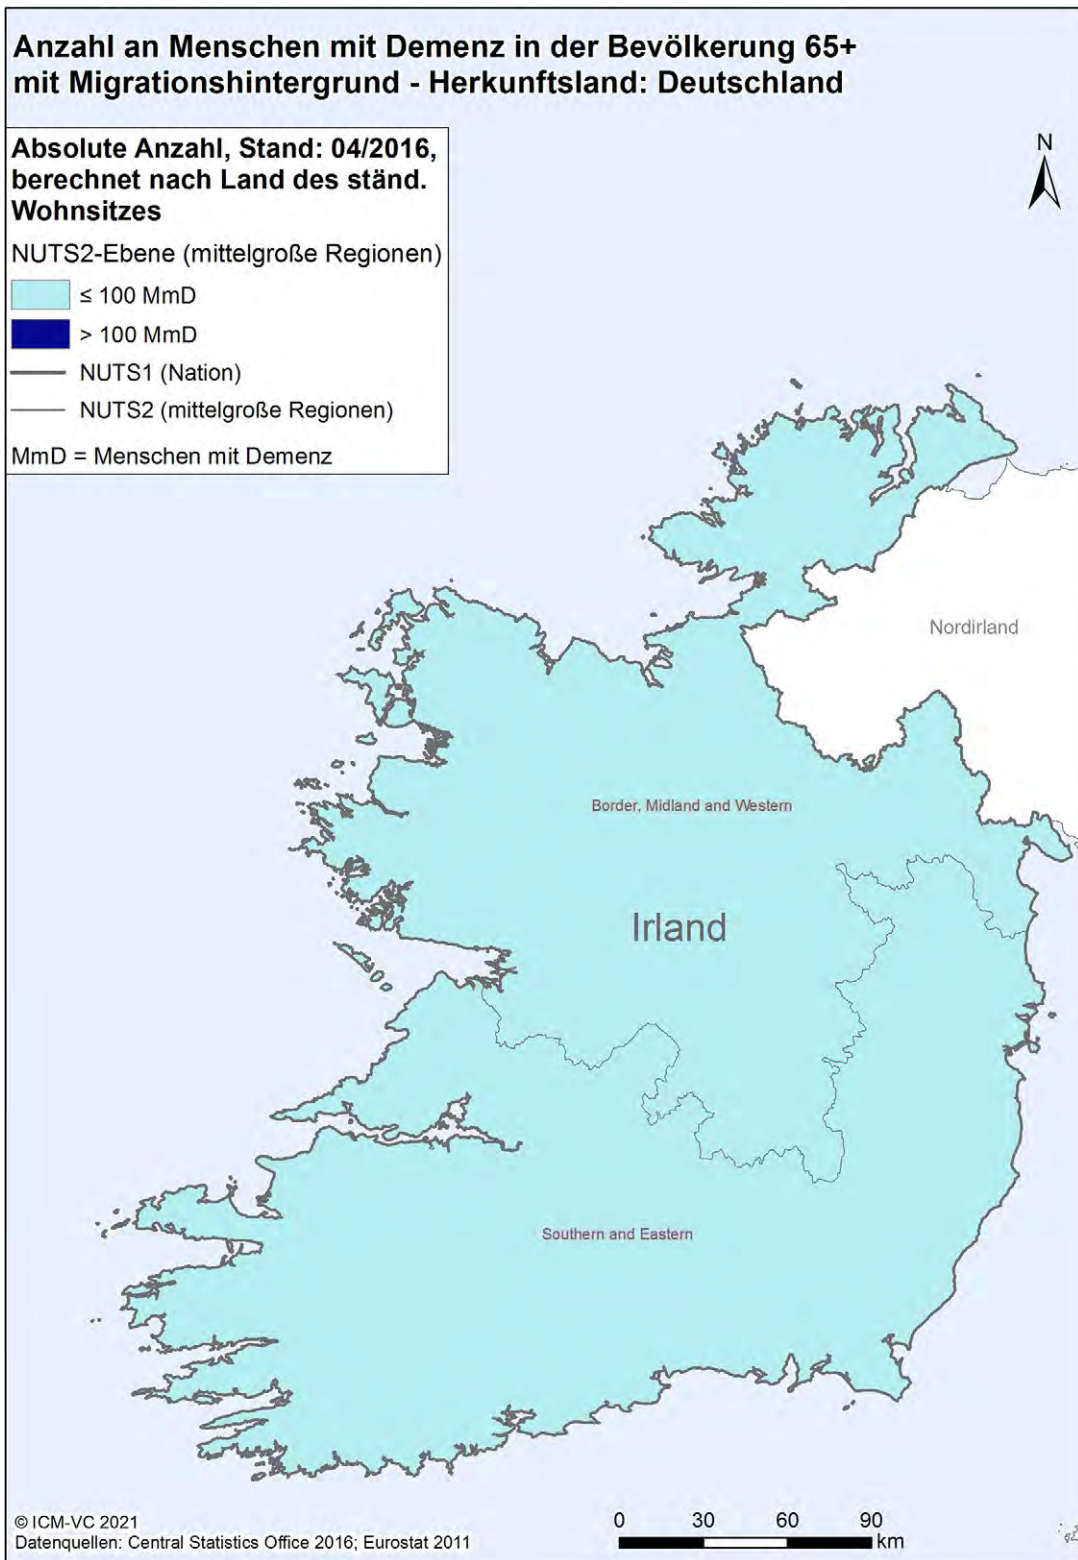 Anzahl an Menschen mit Demenz in der Bevölkerung 65+
mit Migrationshintergrund - Herkunftsland: Deutschland
Absolute Anzahl, Stand: 04/2016,
berechnet nach Land des ständ.
Wohnsitzes
NUTS2-Ebene (mittelgroße Regionen)
≤ 100 MmD
> 100 MmD
NUTS1 (Nation)
NUTS2 (mittelgroße Regionen)
MmD = Menschen mit Demenz
N
Nordirland
Border, Midland and Western
Irland
Southern and Eastern
© ICM-VC 2021
Datenquellen: Central Statistics Office 2016; Eurostat 2011
0 30 60 90
km